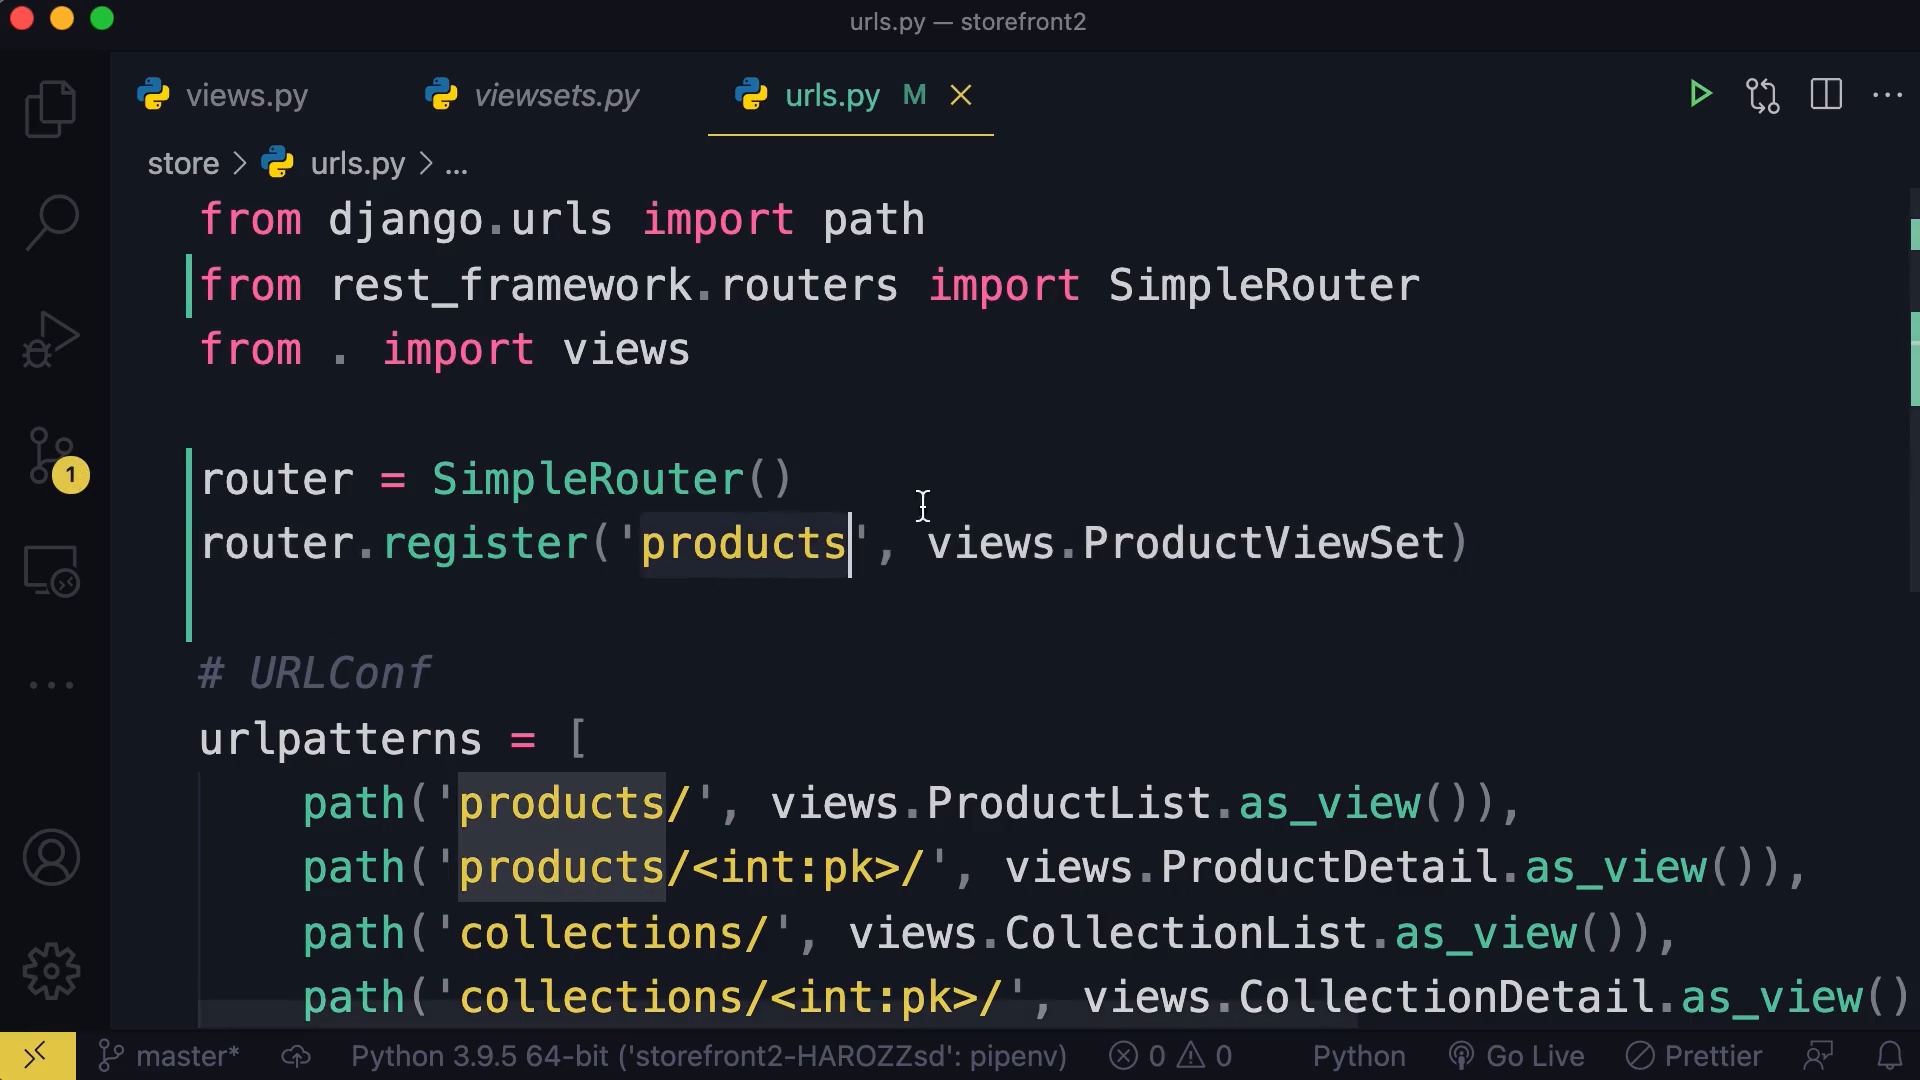 urls.py — storefront2
views.py
viewsets.py
urls.py M
store > urls.py > ...
from django.urls import path
from rest_framework.routers import SimpleRouter
from . import views
router = SimpleRouter()
router.register('products', views.ProductViewSet)
# URLConf
urlpatterns = [
path('products/', views.ProductList.as_view()),
path('products/<int:pk>/', views.ProductDetail.as_view()),
path('collections/', views.CollectionList.as_view()),
path('collections/<int:pk>/', views.CollectionDetail.as_view()
1
master* Python 3.9.5 64-bit ('storefront2-HAROZZsd': pipenv) 0 0 Python Go Live Prettier